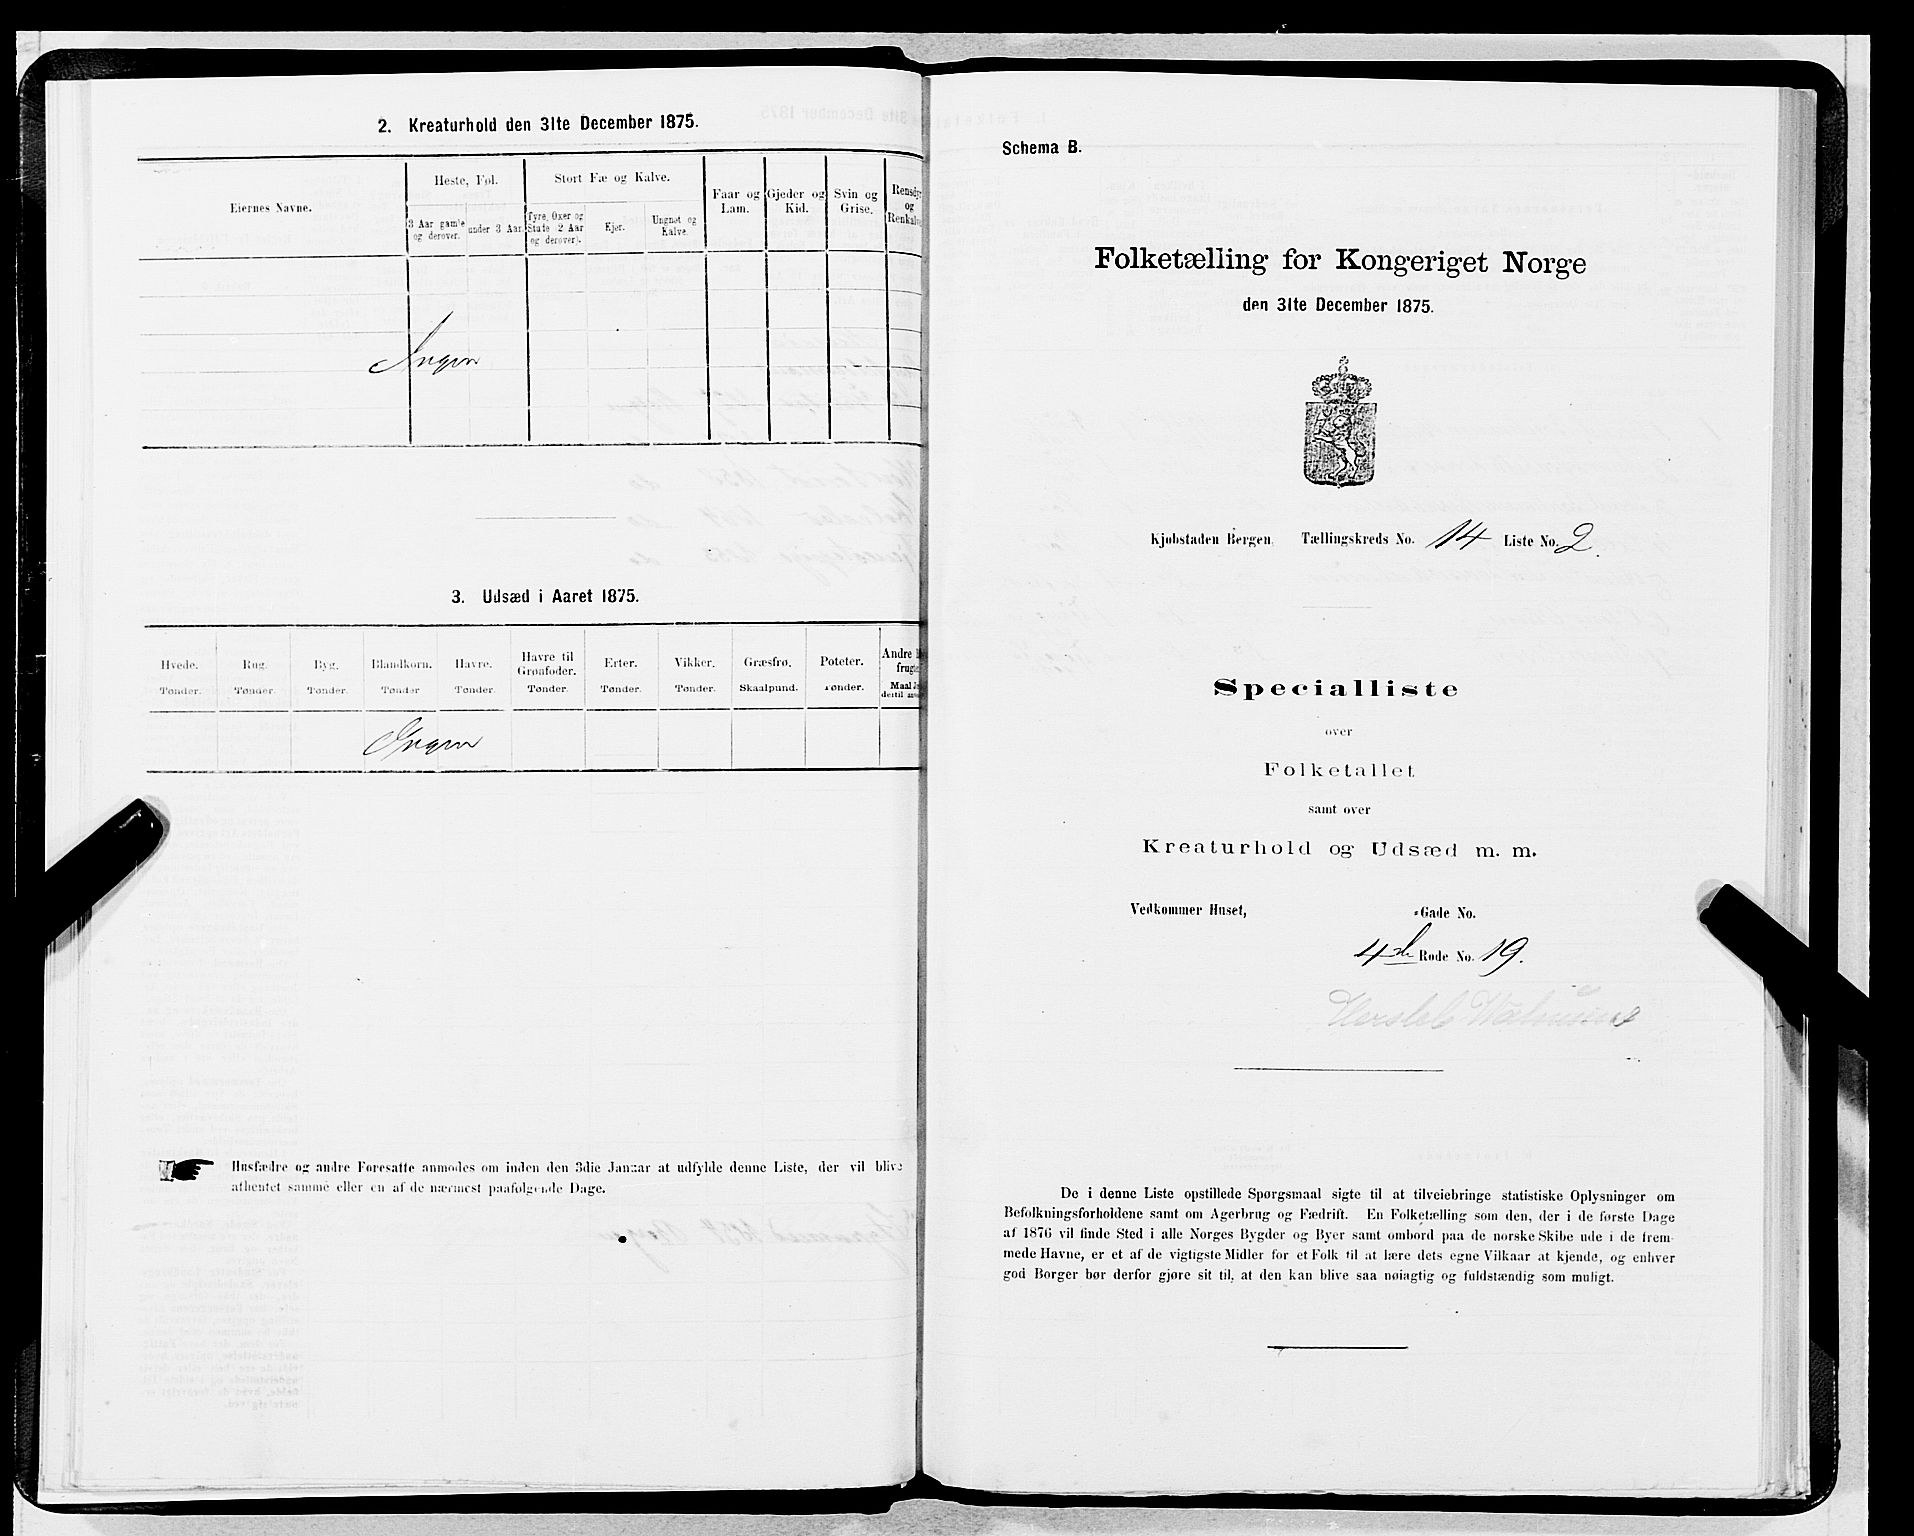 2. Kreaturhold den 31te December 1875.
Eiernes Navne.
Heste, Føl.
Stort Fæ og Kalve.
Faar og Lam.
Gjeder og Kid.
Svin og Grise.
Rensdyr og Renkalve
3 Aar gamle og derover.
under 3 Aar.
Tyre, Oxer og Stude (2 Aar og derover).
Kjør.
Ungnøt og Kalve.
Ingen
3. Udsæd i Aaret 1875.
Hvede. Rug. Byg. Blandkorn. Havre. Havre til Grønfoder. Erter. Vikker. Græsfrø. Poteter. Andre
Tønder. Tønder. Tønder. Tønder Tønder. Tønder. Tønder. Tønder. Skaalpund. Tønder. Maal
Ingen
Husfædre og andre Foresatte anmodes om inden den 3die Januar at udfylde denne Liste, der vil blive
afhentet samme eller en af de nærmest paafølgende Dage.
Schema B.
Folketælling for Kongeriget Norge
den 31te December 1875.
Kjøbstaden Bergen. Tællingskreds No. 14 Liste No. 2.
Specialliste
over
Folketallet
samt over
Kreaturhold og Udsæd m. m.
Vedkommer Huset, -Gade No.
4de Rode No. 19.
De i denne Liste opstillede Spørgsmaal sigte til at tilveiebringe statistiske Oplysninger om
Befolkningsforholdene samt om Agerbrug og Fædrift. En Folketælling som den, der i de første Dage
af 1876 vil finde Sted i alle Norges Bygder og Byer samt ombord paa de norske Skibe ude i de frem-
mede Havne, er et af de vigtigste Midler for et Folk til at lære dets egne Vilkaar at kjende, og enhver
god Borger bør derfor gjøre sit til, at den kan blive saa nøiagtig og fuldstændig som muligt.